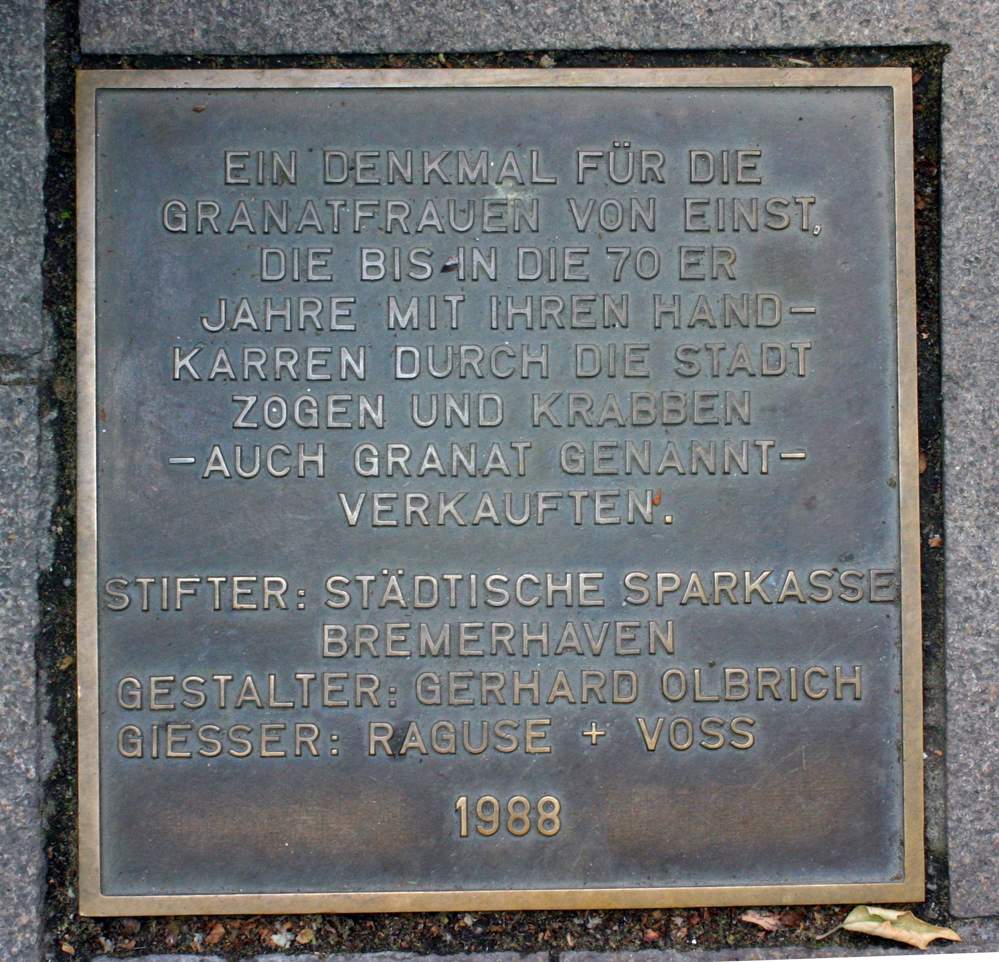 EIN DENKMAL FÜR DIE
GRANATFRAUEN VON EINST,
DIE BIS IN DIE 70 ER
JAHRE MIT IHREN HAND-
KARREN DURCH DIE STADT
ZOGEN UND KRABBEN
-AUCH GRANAT GENANNT-
VERKAUFTEN.
STIFTER: STÄDTISCHE SPARKASSE
BREMERHAVEN
GESTALTER: GERHARD OLBRICH
GIESSER: RAGUSE + VOSS
1988